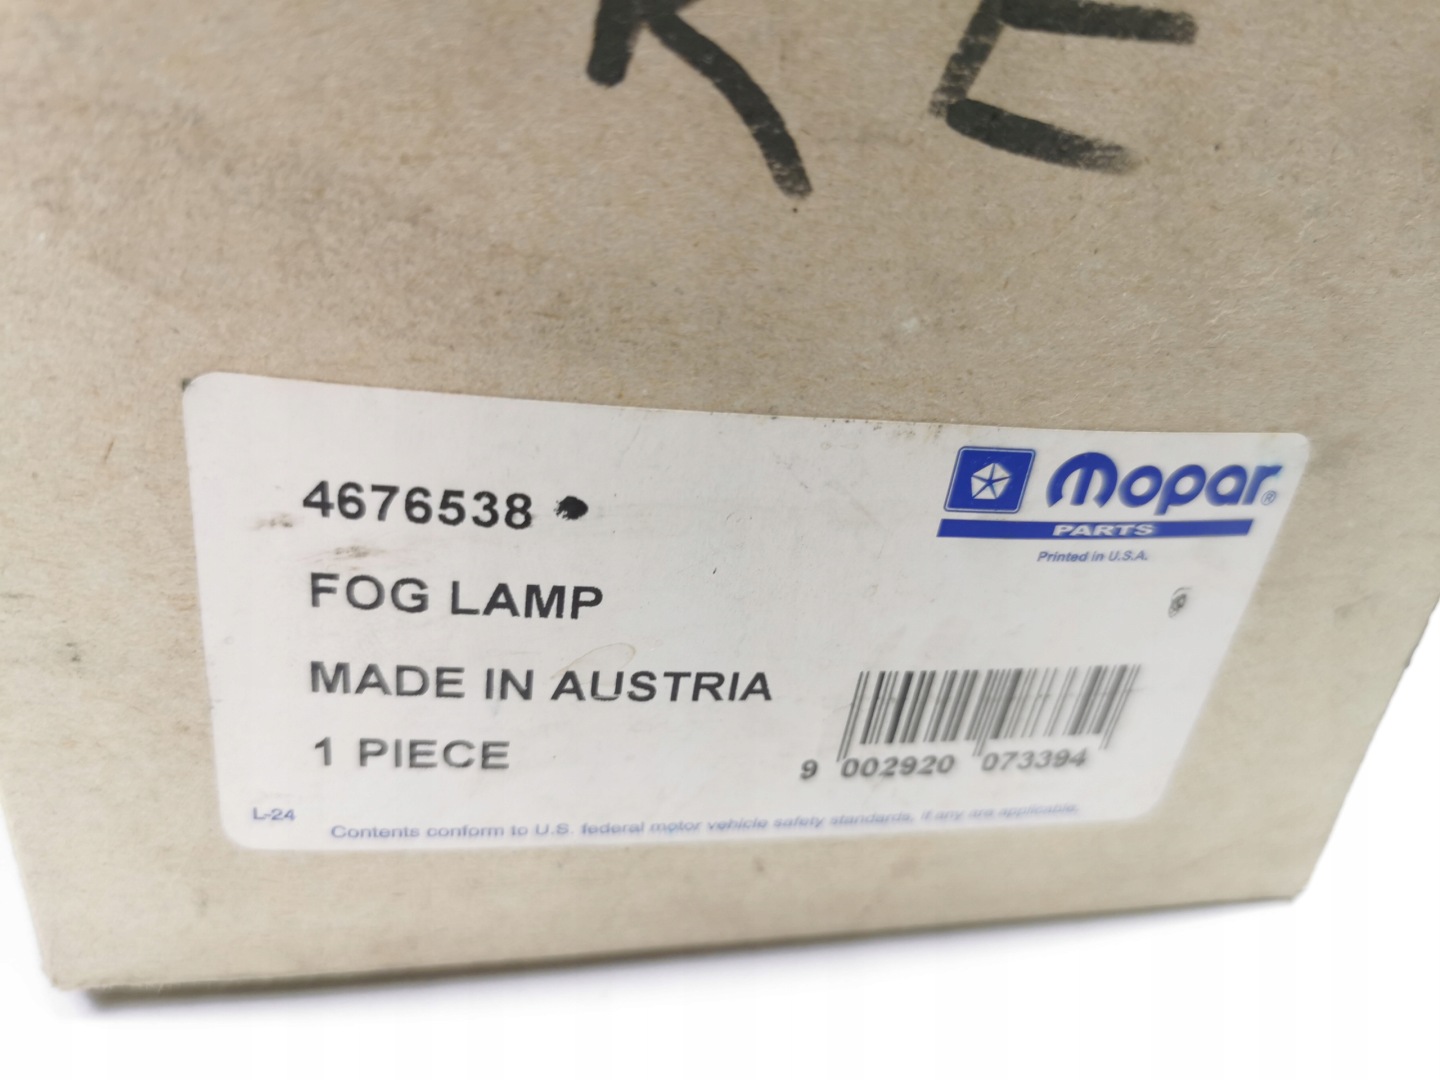 RE
4676538
Mopar®
PARTS
Printed in U.S.A.
FOG LAMP
MADE IN AUSTRIA
1 PIECE
9 002920 073394
L-24
Contents conform to U.S. federal motor vehicle safety standards, if any are applicable.